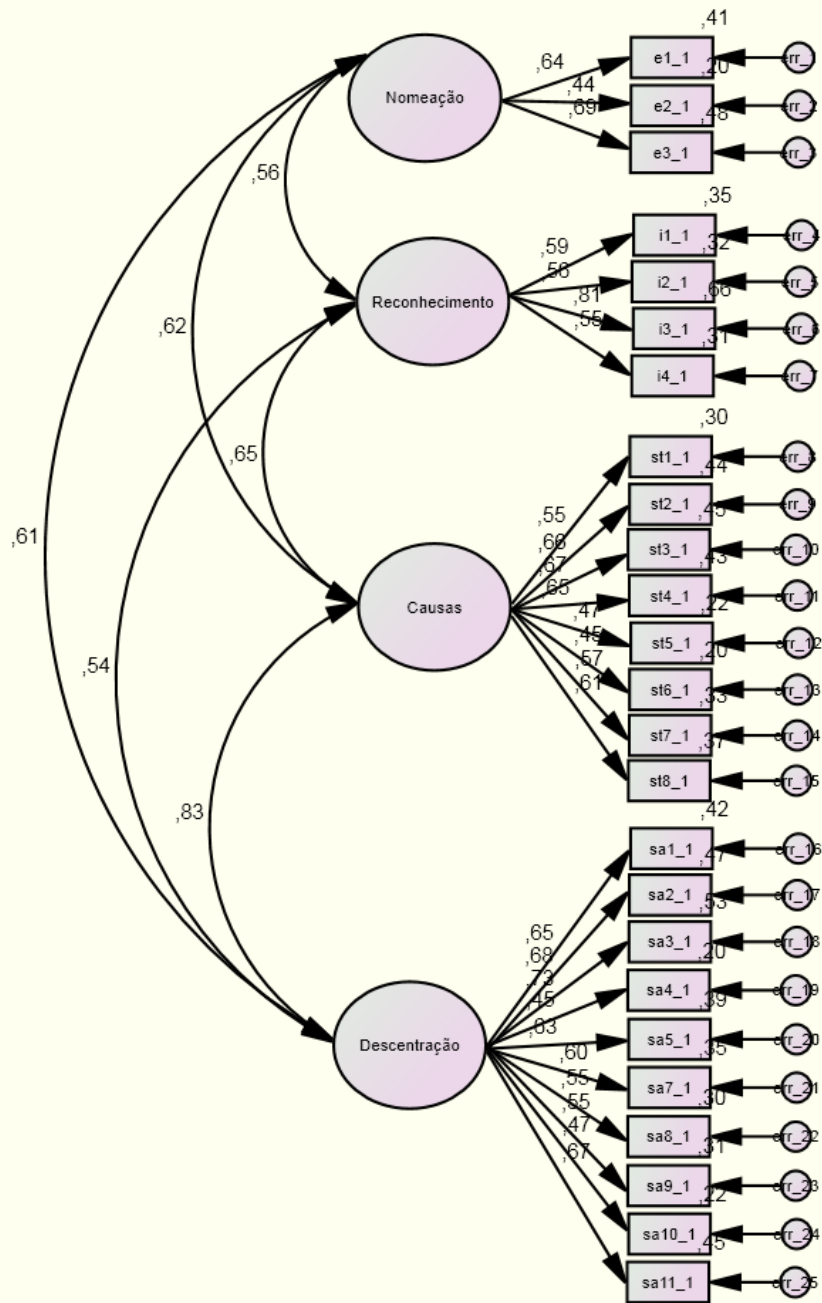 ,41
,64
e1_1
err_1
,20
Nomeação
,44
e2_1
err_2
,69
,48
e3_1
err_3
,56
,35
,59
i1_1
err_4
,32
,56
i2_1
err_5
Reconhecimento
,81
,66
i3_1
err_6
,62
,55
,31
i4_1
err_7
,30
,65
st1_1
err_8
,44
,55
st2_1
err_9
,45
,66
st3_1
err_10
,61
,67
,43
,65
st4_1
err_11
Causas
,47
,22
st5_1
err_12
,45
,20
,57
st6_1
err_13
,54
,61
,33
st7_1
err_14
,37
st8_1
err_15
,83
,42
sa1_1
err_16
,47
sa2_1
err_17
,53
,65
sa3_1
err_18
,68
,20
,73
sa4_1
err_19
,45
,39
,63
sa5_1
err_20
Descentração
,60
,35
,55
sa7_1
err_21
,55
,30
,47
sa8_1
err_22
,67
,31
sa9_1
err_23
,22
sa10_1
err_24
,45
sa11_1
err_25